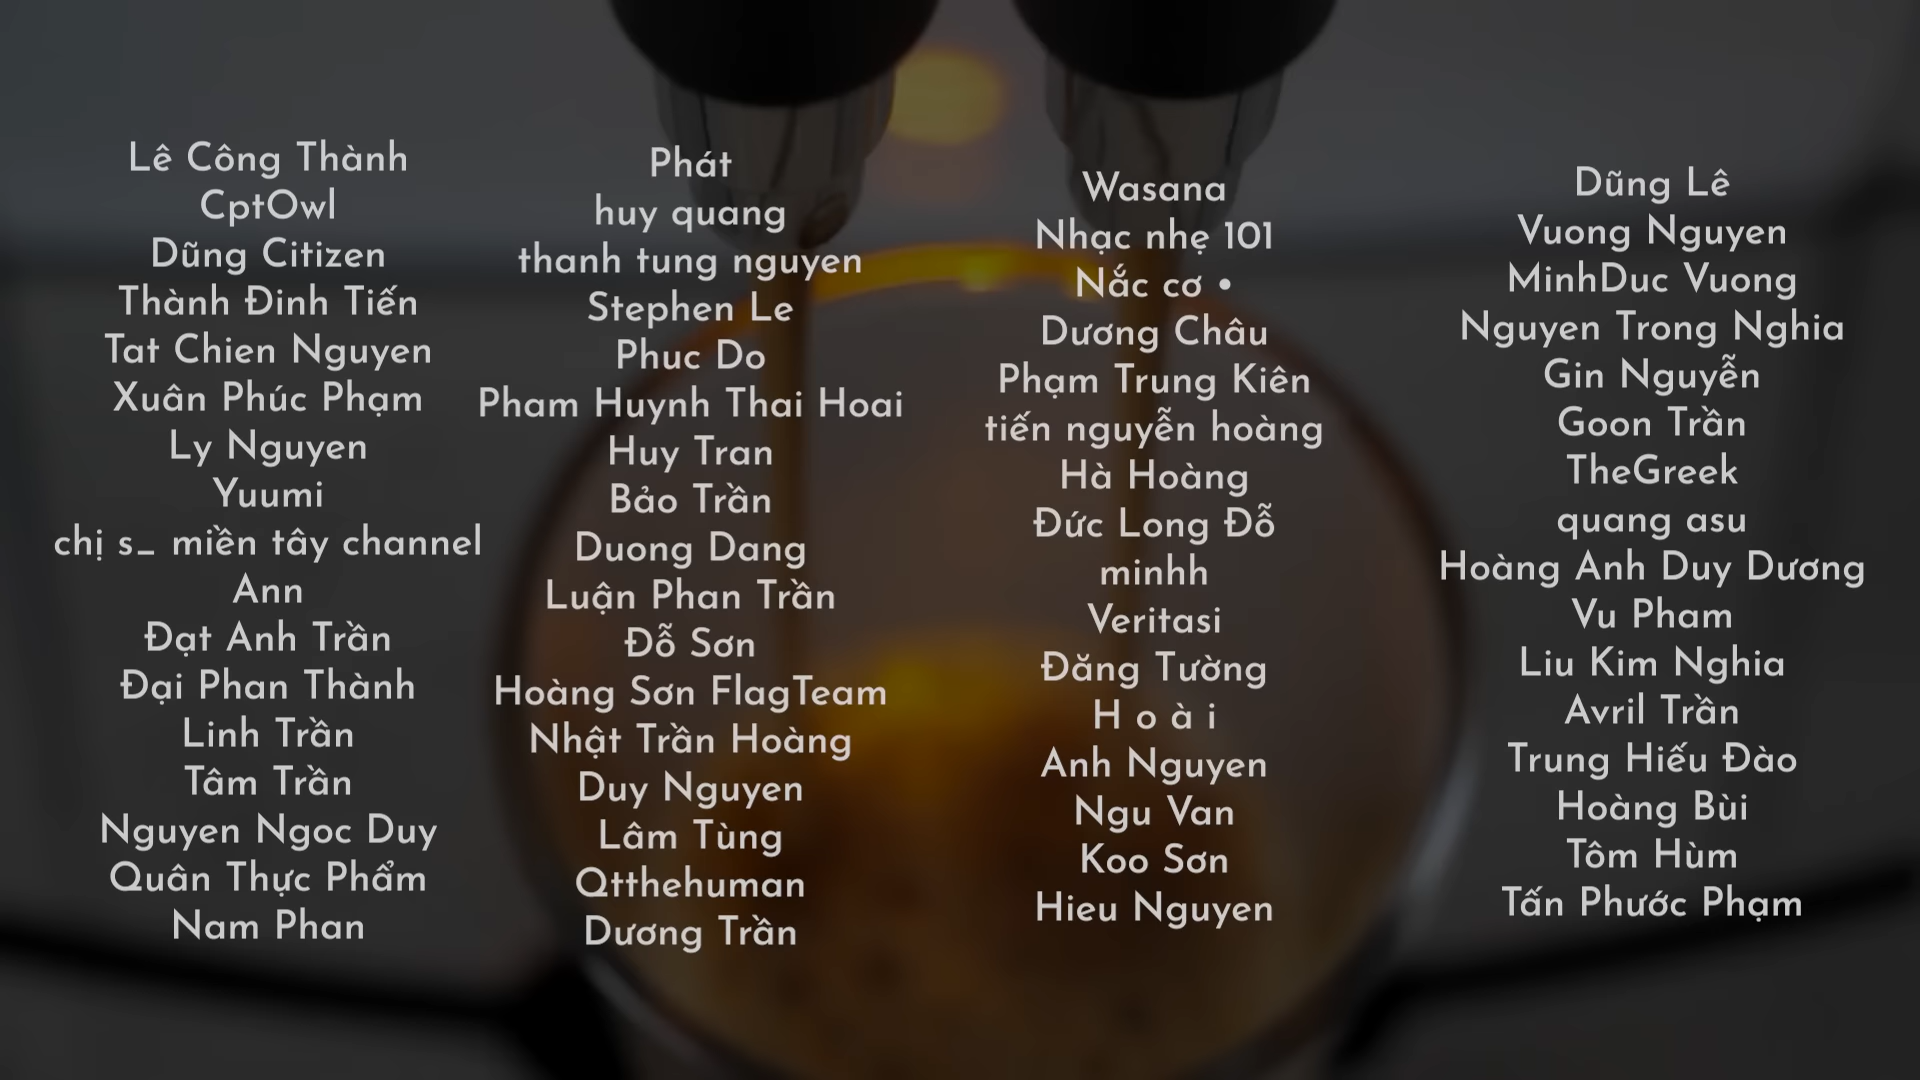 Lê Công Thành
CptOwl
Dũng Citizen
Thành Đinh Tiến
Tat Chien Nguyen
Xuân Phúc Phạm
Ly Nguyen
Yuumi
chị s_ miền tây channel
Ann
Đạt Anh Trần
Đại Phan Thành
Linh Trần
Tâm Trần
Nguyen Ngoc Duy
Quân Thực Phẩm
Nam Phan
Phát
huy quang
thanh tung nguyen
Stephen Le
Phuc Do
Pham Huynh Thai Hoai
Huy Tran
Bảo Trần
Duong Dang
Luận Phan Trần
Đỗ Sơn
Hoàng Sơn FlagTeam
Nhật Trần Hoàng
Duy Nguyen
Lâm Tùng
Qtthehuman
Dương Trần
Wasana
Nhạc nhẹ 101
Nắc cơ •
Dương Châu
Phạm Trung Kiên
tiến nguyễn hoàng
Hà Hoàng
Đức Long Đỗ
minhh
Veritasi
Đăng Tường
H o à i
Anh Nguyen
Ngu Van
Koo Sơn
Hieu Nguyen
Dũng Lê
Vuong Nguyen
MinhDuc Vuong
Nguyen Trong Nghia
Gin Nguyễn
Goon Trần
TheGreek
quang asu
Hoàng Anh Duy Dương
Vu Pham
Liu Kim Nghia
Avril Trần
Trung Hiếu Đào
Hoàng Bùi
Tôm Hùm
Tấn Phước Phạm